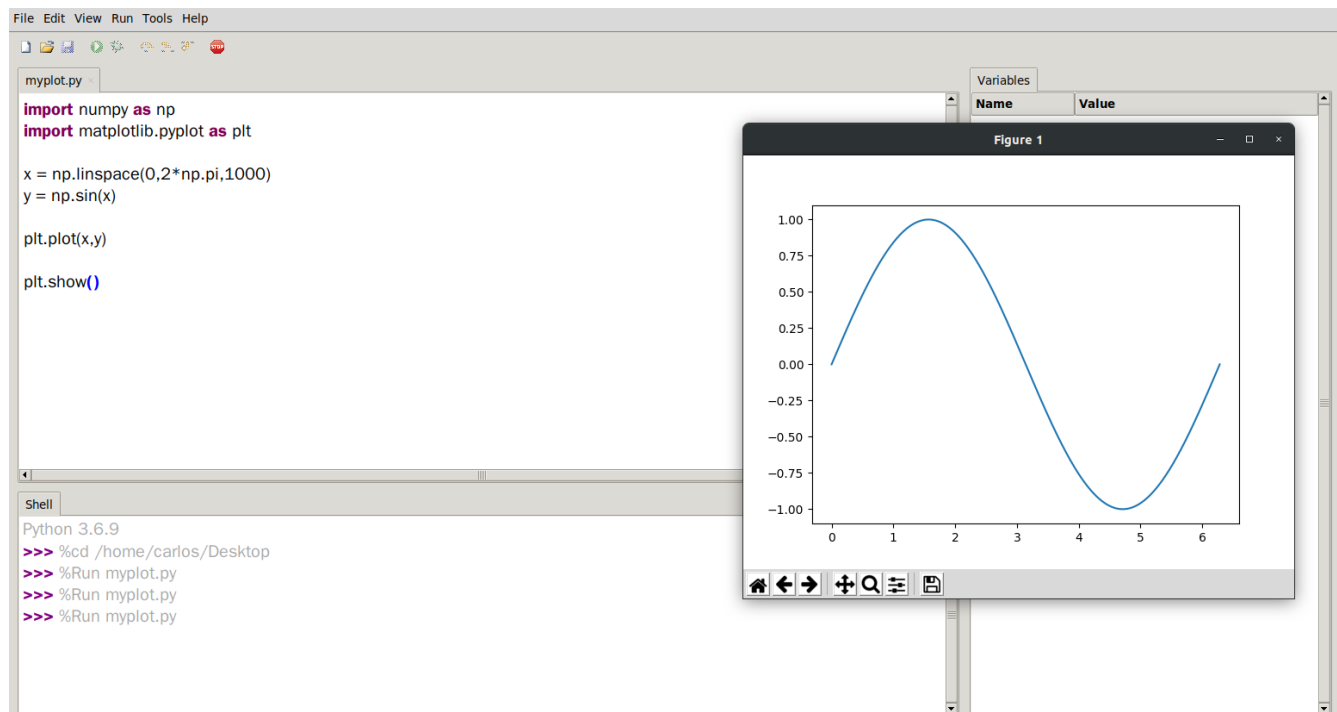 File Edit View Run Tools Help
STOP
myplot.py
import numpy as np
import matplotlib.pyplot as plt
x = np.linspace(0,2*np.pi,1000)
y = np.sin(x)
plt.plot(x,y)
plt.show()
Variables
Name Value
Figure 1
1.00
0.75
0.50
0.25
0.00
−0.25
−0.50
−0.75
−1.00
0 1 2 3 4 5 6
Shell
Python 3.6.9
>>> %cd /home/carlos/Desktop
>>> %Run myplot.py
>>> %Run myplot.py
>>> %Run myplot.py